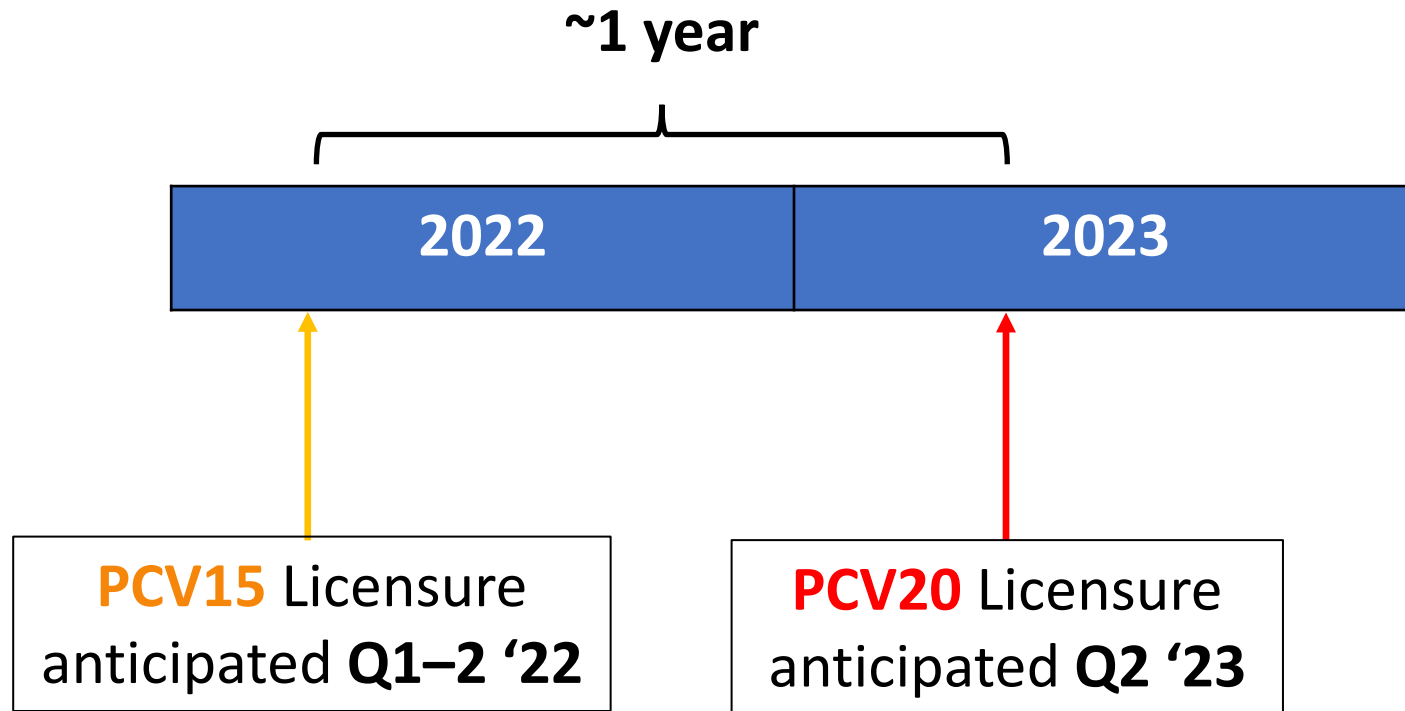 ~1 year
2022
2023
PCV15 Licensure
anticipated Q1–2 ‘22
PCV20 Licensure
anticipated Q2 ‘23